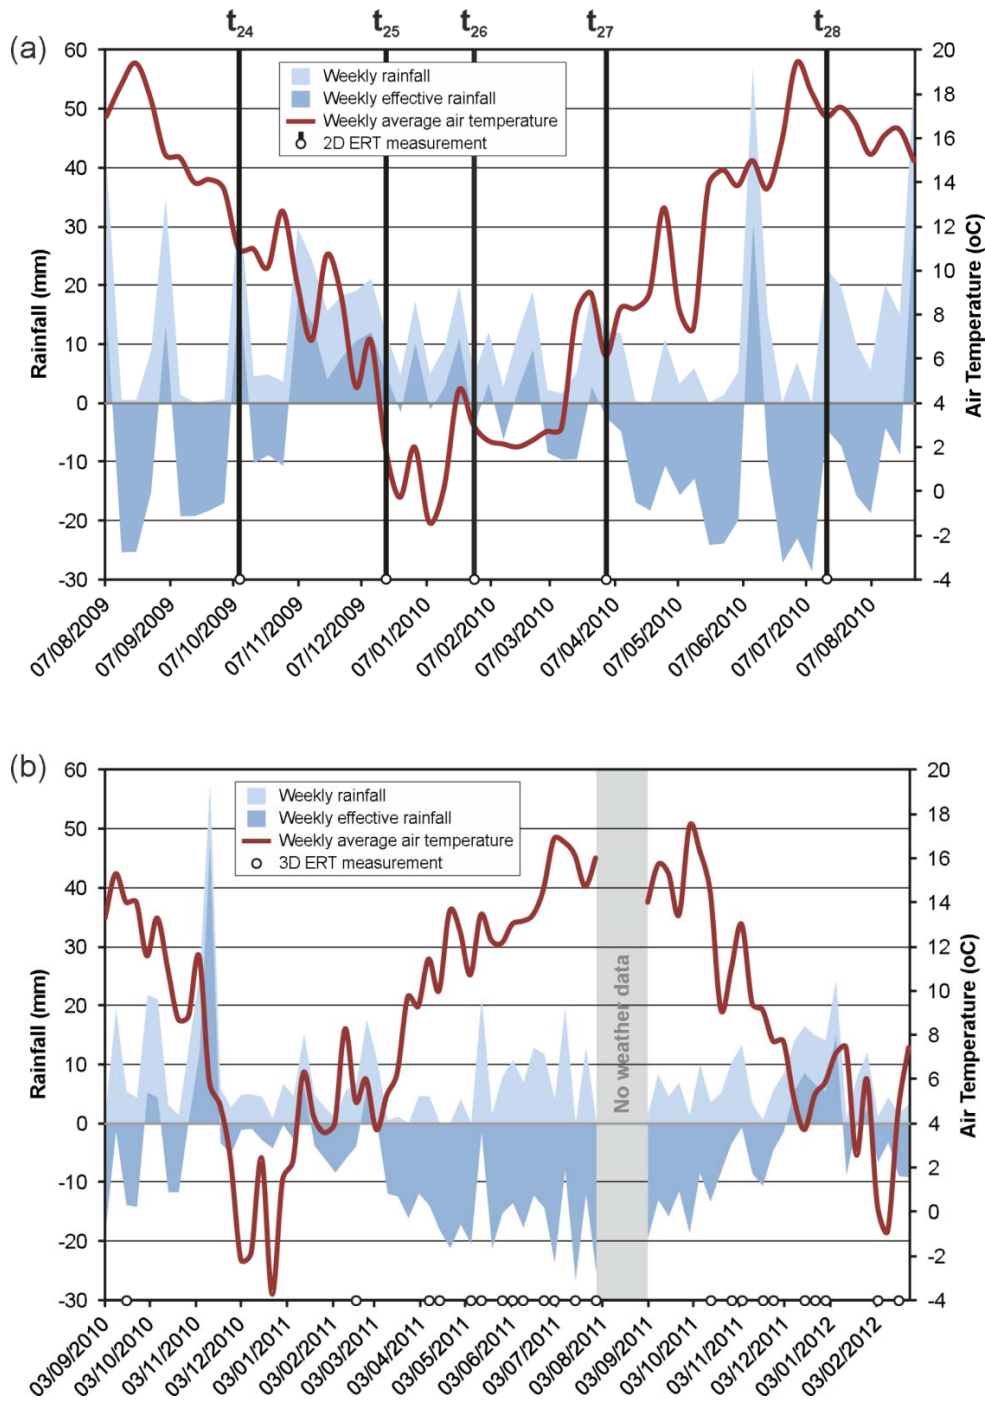 t24 t25 t26 t27 t28
(a)
60 20
50 18
40 16
30 14
20 12
10 10
0 8
-10 6
-20 4
-30 2
0
-2
-4
Weekly rainfall
Weekly effective rainfall
Weekly average air temperature
2D ERT measurement
Rainfall (mm)
Air Temperature (oC)
07/08/2009 07/09/2009 07/10/2009 07/11/2009 07/12/2009 07/01/2010 07/02/2010 07/03/2010 07/04/2010 07/05/2010 07/06/2010 07/07/2010 07/08/2010
(b)
60 20
50 18
40 16
30 14
20 12
10 10
0 8
-10 6
-20 4
-30 2
0
-2
-4
Weekly rainfall
Weekly effective rainfall
Weekly average air temperature
3D ERT measurement
No weather data
Rainfall (mm)
Air Temperature (oC)
03/09/2010 03/10/2010 03/11/2010 03/12/2010 03/01/2011 03/02/2011 03/03/2011 03/04/2011 03/05/2011 03/06/2011 03/07/2011 03/08/2011 03/09/2011 03/10/2011 03/11/2011 03/12/2011 03/01/2012 03/02/2012